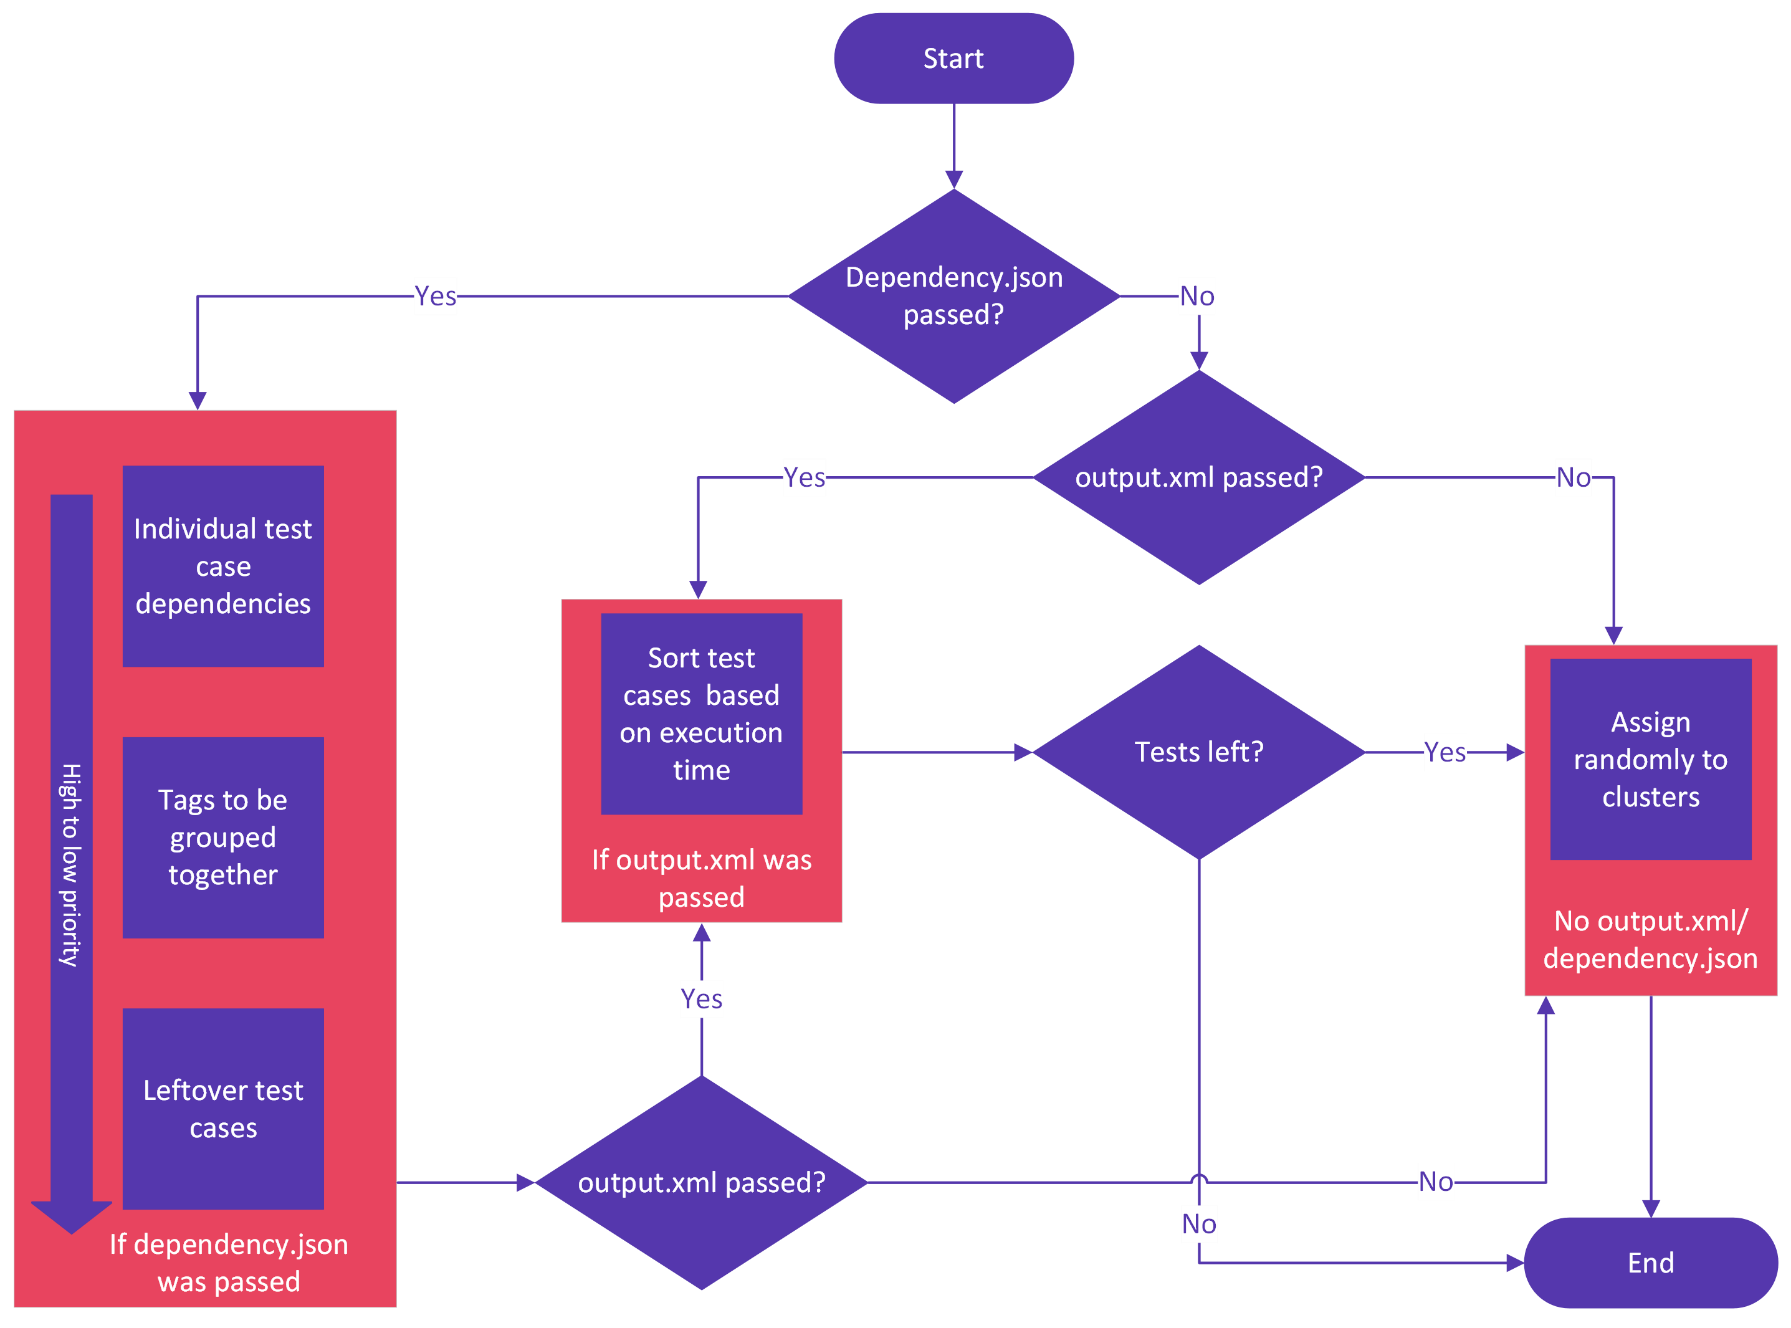 Start
Dependency.json
passed?
Yes
No
output.xml passed?
Yes
No
High to low priority
Individual test
case
dependencies
Tags to be
grouped
together
Leftover test
cases
If dependency.json
was passed
Sort test
cases  based
on execution
time
If output.xml was
passed
Tests left?
Yes
Assign
randomly to
clusters
No output.xml/
dependency.json
Yes
output.xml passed?
No
No
End